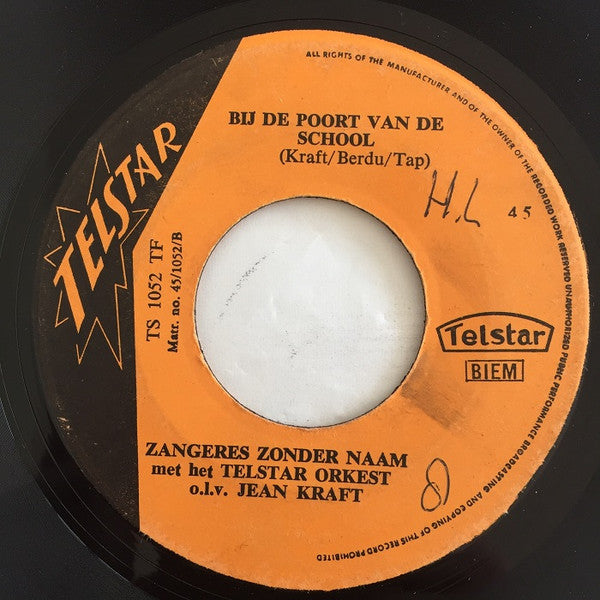 TELSTAR
ALL RIGHTS OF THE MANUFACTURER AND OF THE OWNER OF THE RECORDED WORK RESERVED UNAUTHORIZED PUBLIC PERFORMANCE BROADCASTING AND COPYING OF THIS RECORD PROHIBITED
BIJ DE POORT VAN DE
SCHOOL
(Kraft/Berdu/Tap)
H.L 45
TS 1052 TF
Matr. no. 45/1052/B
Telstar
BIEM
ZANGERES ZONDER NAAM
met het TELSTAR ORKEST
o.l.v. JEAN KRAFT